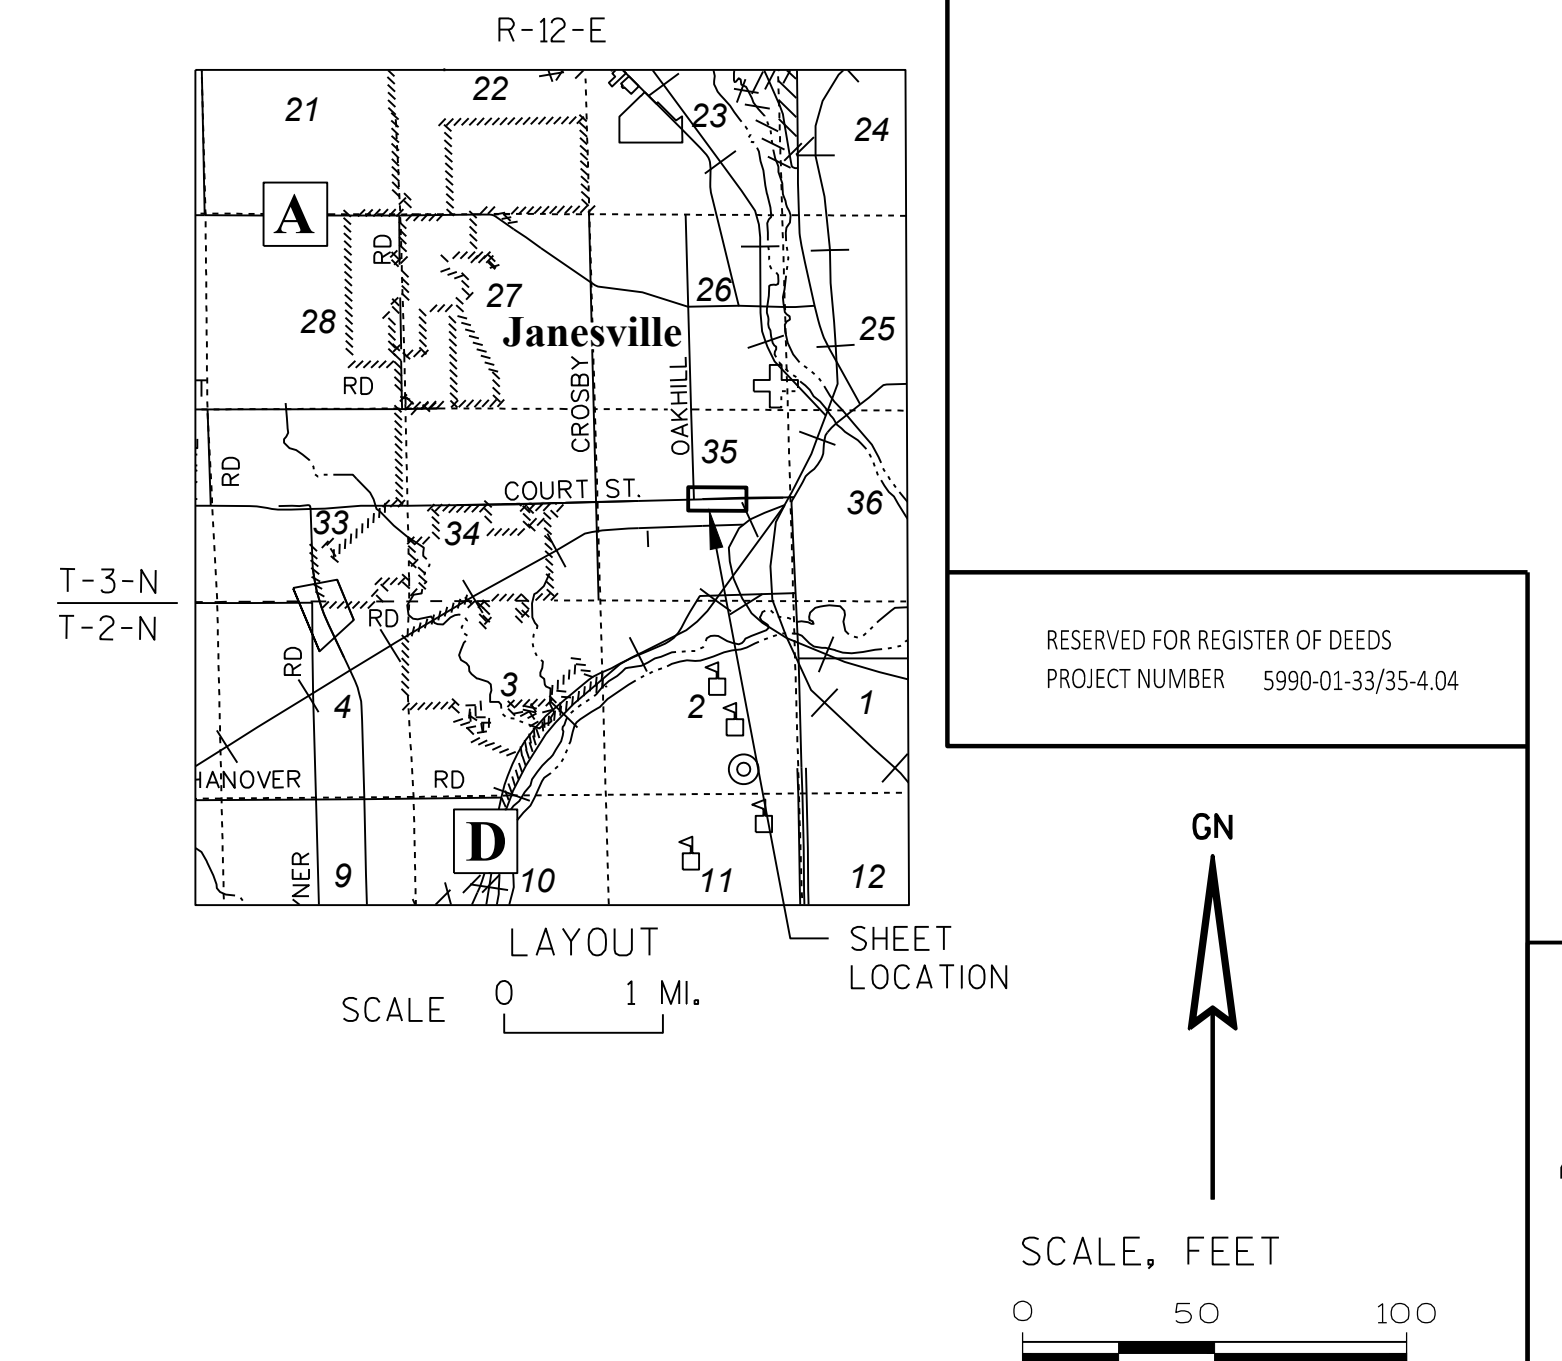 R-12-E
21
22
23
24
A
RD
26
27
28
25
Janesville
RD
CROSBY
OAKHILL
35
RD
COURT ST.
36
33
34
T-3-N
T-2-N
RD
RD
3
4
2
1
HANOVER RD
D
9
10
11
12
LAYOUT
SHEET
LOCATION
SCALE
0 1 MI.
RESERVED FOR REGISTER OF DEEDS
PROJECT NUMBER 5990-01-33/35-4.04
GN
SCALE, FEET
0 50 100